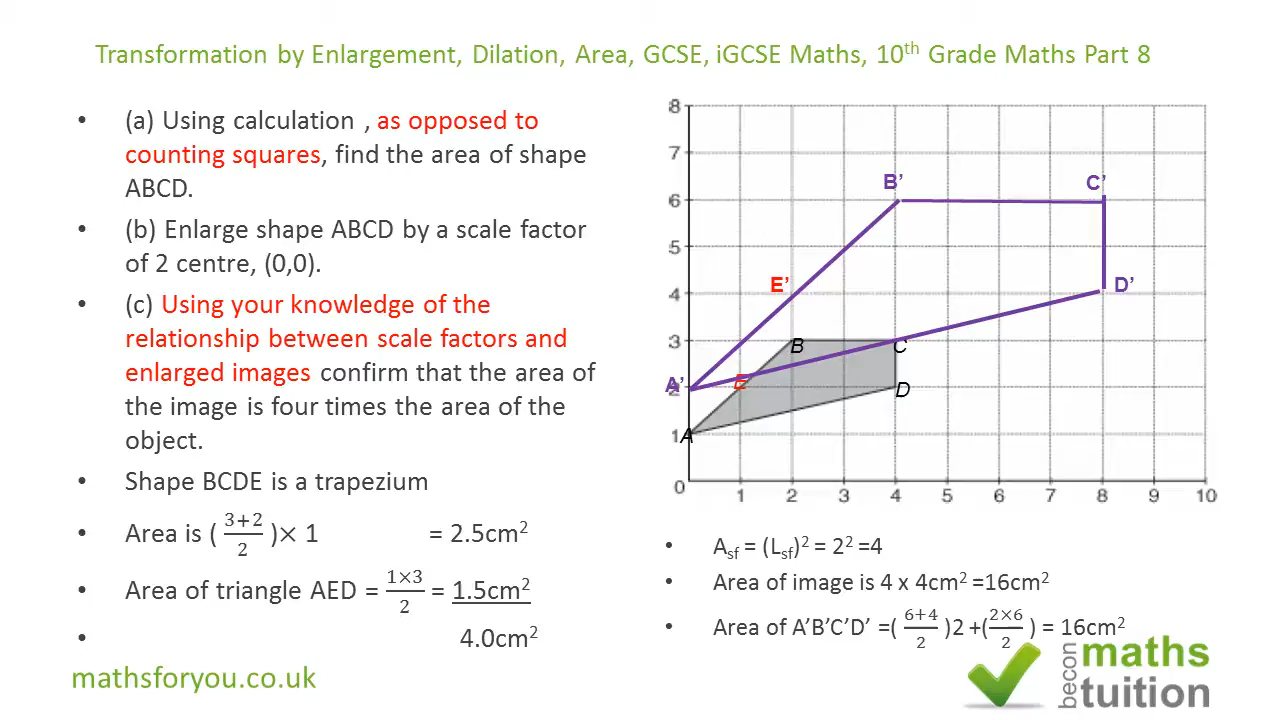 Transformation by Enlargement, Dilation, Area, GCSE, iGCSE Maths, 10th Grade Maths Part 8
• (a) Using calculation , as opposed to
counting squares, find the area of shape
ABCD.
• (b) Enlarge shape ABCD by a scale factor
of 2 centre, (0,0).
• (c) Using your knowledge of the
relationship between scale factors and
enlarged images confirm that the area of
the image is four times the area of the
object.
• Shape BCDE is a trapezium
• Area is ( 3+2/2 )× 1 = 2.5cm²
• Area of triangle AED = 1×3/2 = 1.5cm²
• 4.0cm²
mathsforyou.co.uk
8
7
B' C'
6
5
E' D'
4
3 B C
A' 2 E D
1 A
0 1 2 3 4 5 6 7 8 9 10
• Asf = (Lsf)² = 2² =4
• Area of image is 4 x 4cm² =16cm²
• Area of A'B'C'D' =( 6+4/2 )2 +(2×6/2 ) = 16cm²
becon maths
tuition